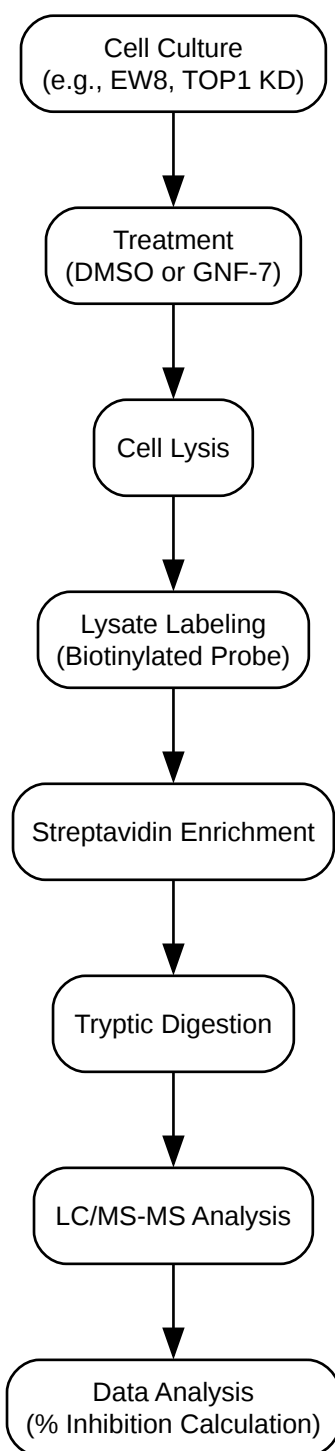 Cell Culture
(e.g., EW8, TOP1 KD)
Treatment
(DMSO or GNF-7)
Cell Lysis
Lysate Labeling
(Biotinylated Probe)
Streptavidin Enrichment
Tryptic Digestion
LC/MS-MS Analysis
Data Analysis
(% Inhibition Calculation)